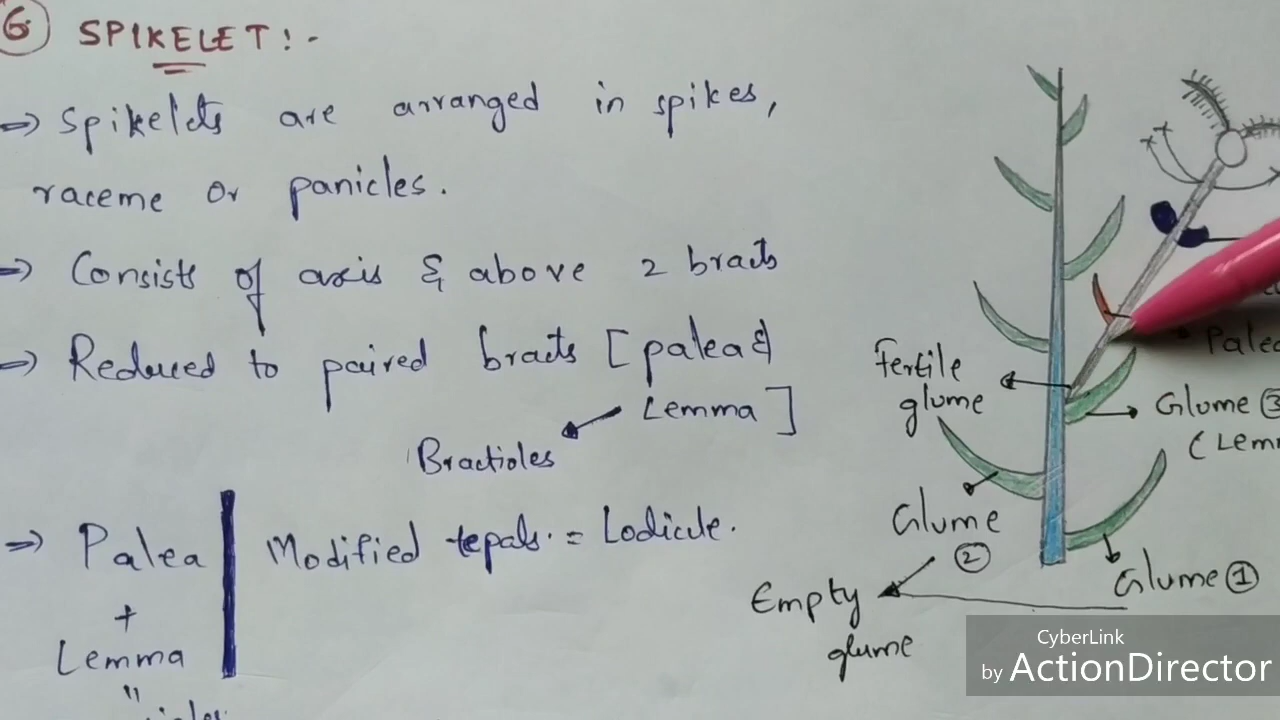 6 SPIKELET:-
⇒ Spikelets are arranged in spikes,
raceme or panicles.
⇒ Consists of axis & above 2 bracts
⇒ Reduced to paired bracts [palea &
Lemma]
Bractioles
⇒ Palea Modified tepals. = Lodicule.
+
Lemma
"
Fertile
glume
Palea
Glume ③
(Lem
Glume
②
Glume ①
Empty
glume
CyberLink
by ActionDirector